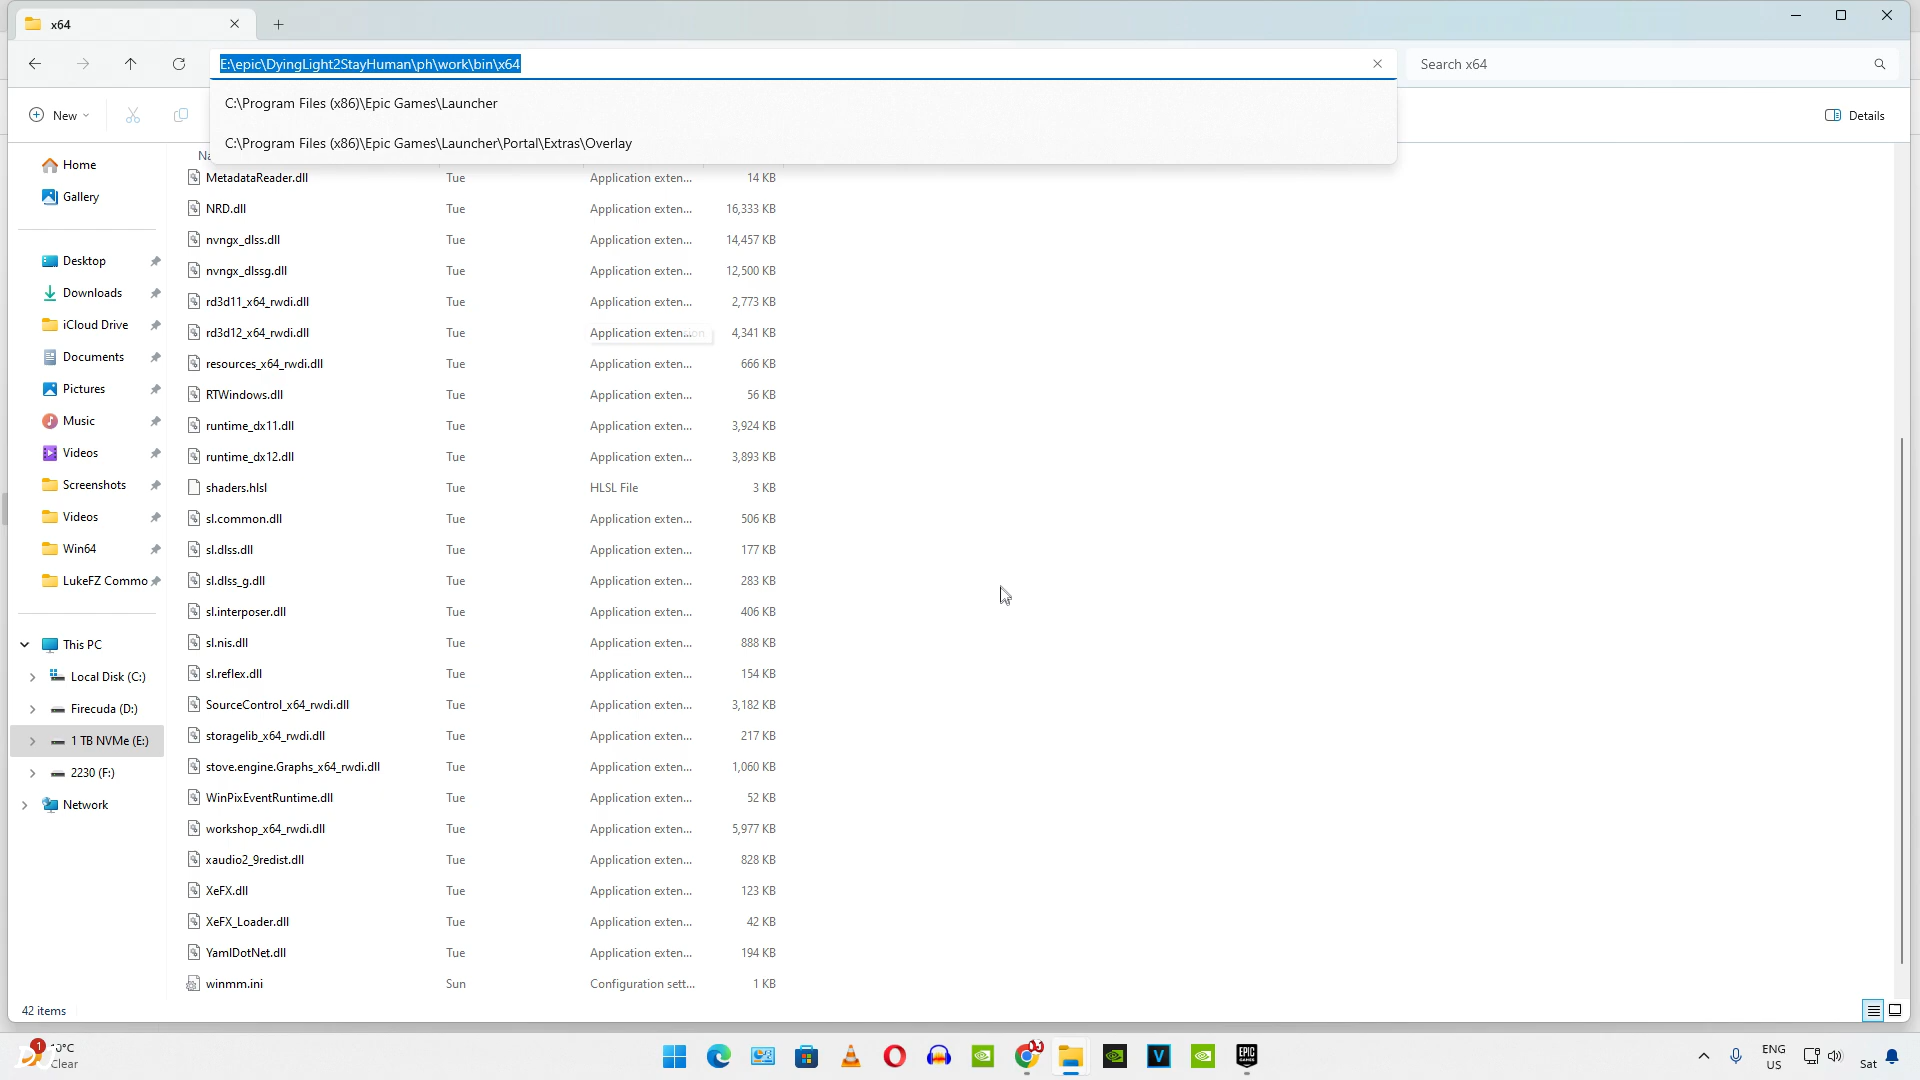 x64
E:\epic\DyingLight2StayHuman\ph\work\bin\x64
Search x64
C:\Program Files (x86)\Epic Games\Launcher
C:\Program Files (x86)\Epic Games\Launcher\Portal\Extras\Overlay
New
Details
Home
Gallery
Desktop
Downloads
iCloud Drive
Documents
Pictures
Music
Videos
Screenshots
Videos
Win64
LukeFZ Commo
This PC
Local Disk (C:)
Firecuda (D:)
1 TB NVMe (E:)
2230 (F:)
Network
Na
MetadataReader.dll Tue Application exten... 14 KB
NRD.dll Tue Application exten... 16,333 KB
nvngx_dlss.dll Tue Application exten... 14,457 KB
nvngx_dlssg.dll Tue Application exten... 12,500 KB
rd3d11_x64_rwdi.dll Tue Application exten... 2,773 KB
rd3d12_x64_rwdi.dll Tue Application exten... 4,341 KB
resources_x64_rwdi.dll Tue Application exten... 666 KB
RTWindows.dll Tue Application exten... 56 KB
runtime_dx11.dll Tue Application exten... 3,924 KB
runtime_dx12.dll Tue Application exten... 3,893 KB
shaders.hlsl Tue HLSL File 3 KB
sl.common.dll Tue Application exten... 506 KB
sl.dlss.dll Tue Application exten... 177 KB
sl.dlss_g.dll Tue Application exten... 283 KB
sl.interposer.dll Tue Application exten... 406 KB
sl.nis.dll Tue Application exten... 888 KB
sl.reflex.dll Tue Application exten... 154 KB
SourceControl_x64_rwdi.dll Tue Application exten... 3,182 KB
storagelib_x64_rwdi.dll Tue Application exten... 217 KB
stove.engine.Graphs_x64_rwdi.dll Tue Application exten... 1,060 KB
WinPixEventRuntime.dll Tue Application exten... 52 KB
workshop_x64_rwdi.dll Tue Application exten... 5,977 KB
xaudio2_9redist.dll Tue Application exten... 828 KB
XeFX.dll Tue Application exten... 123 KB
XeFX_Loader.dll Tue Application exten... 42 KB
YamlDotNet.dll Tue Application exten... 194 KB
winmm.ini Sun Configuration sett... 1 KB
42 items
1
Clear
EPIC
GAMES
V
ENG
US
Sat